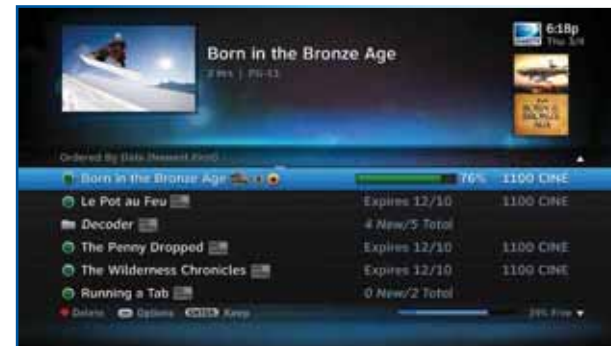 6:18p
Born in the Bronze Age
Thu 3/4
Ordered By Date (Newest First)
Born in the Bronze Age 76% 1100 CINE
Le Pot au Feu Expires 12/10 1100 CINE
Decoder 4 New/5 Total
The Penny Dropped Expires 12/10 1100 CINE
The Wilderness Chronicles Expires 12/10 1100 CINE
Running a Tab 0 New/2 Total
Delete Options Keep Free